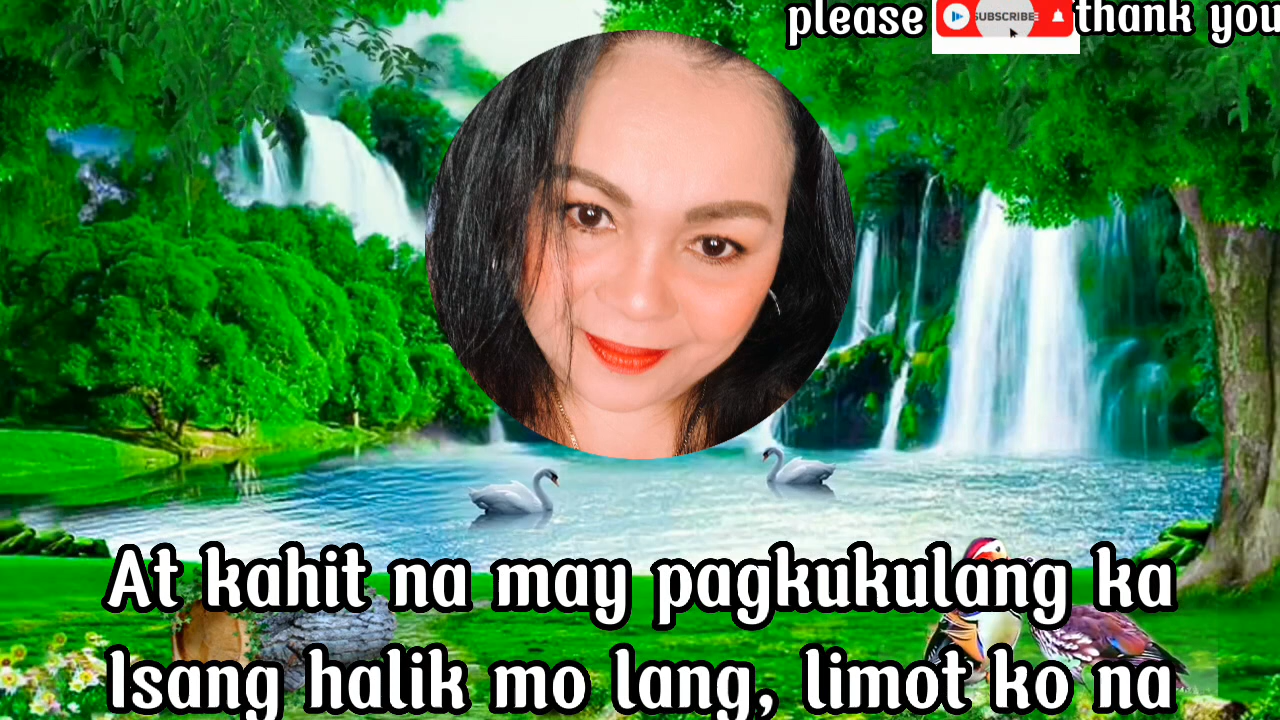 please SUBSCRIBE thank you
At kahit na may pagkukulang ka
Isang halik mo lang, limot ko na